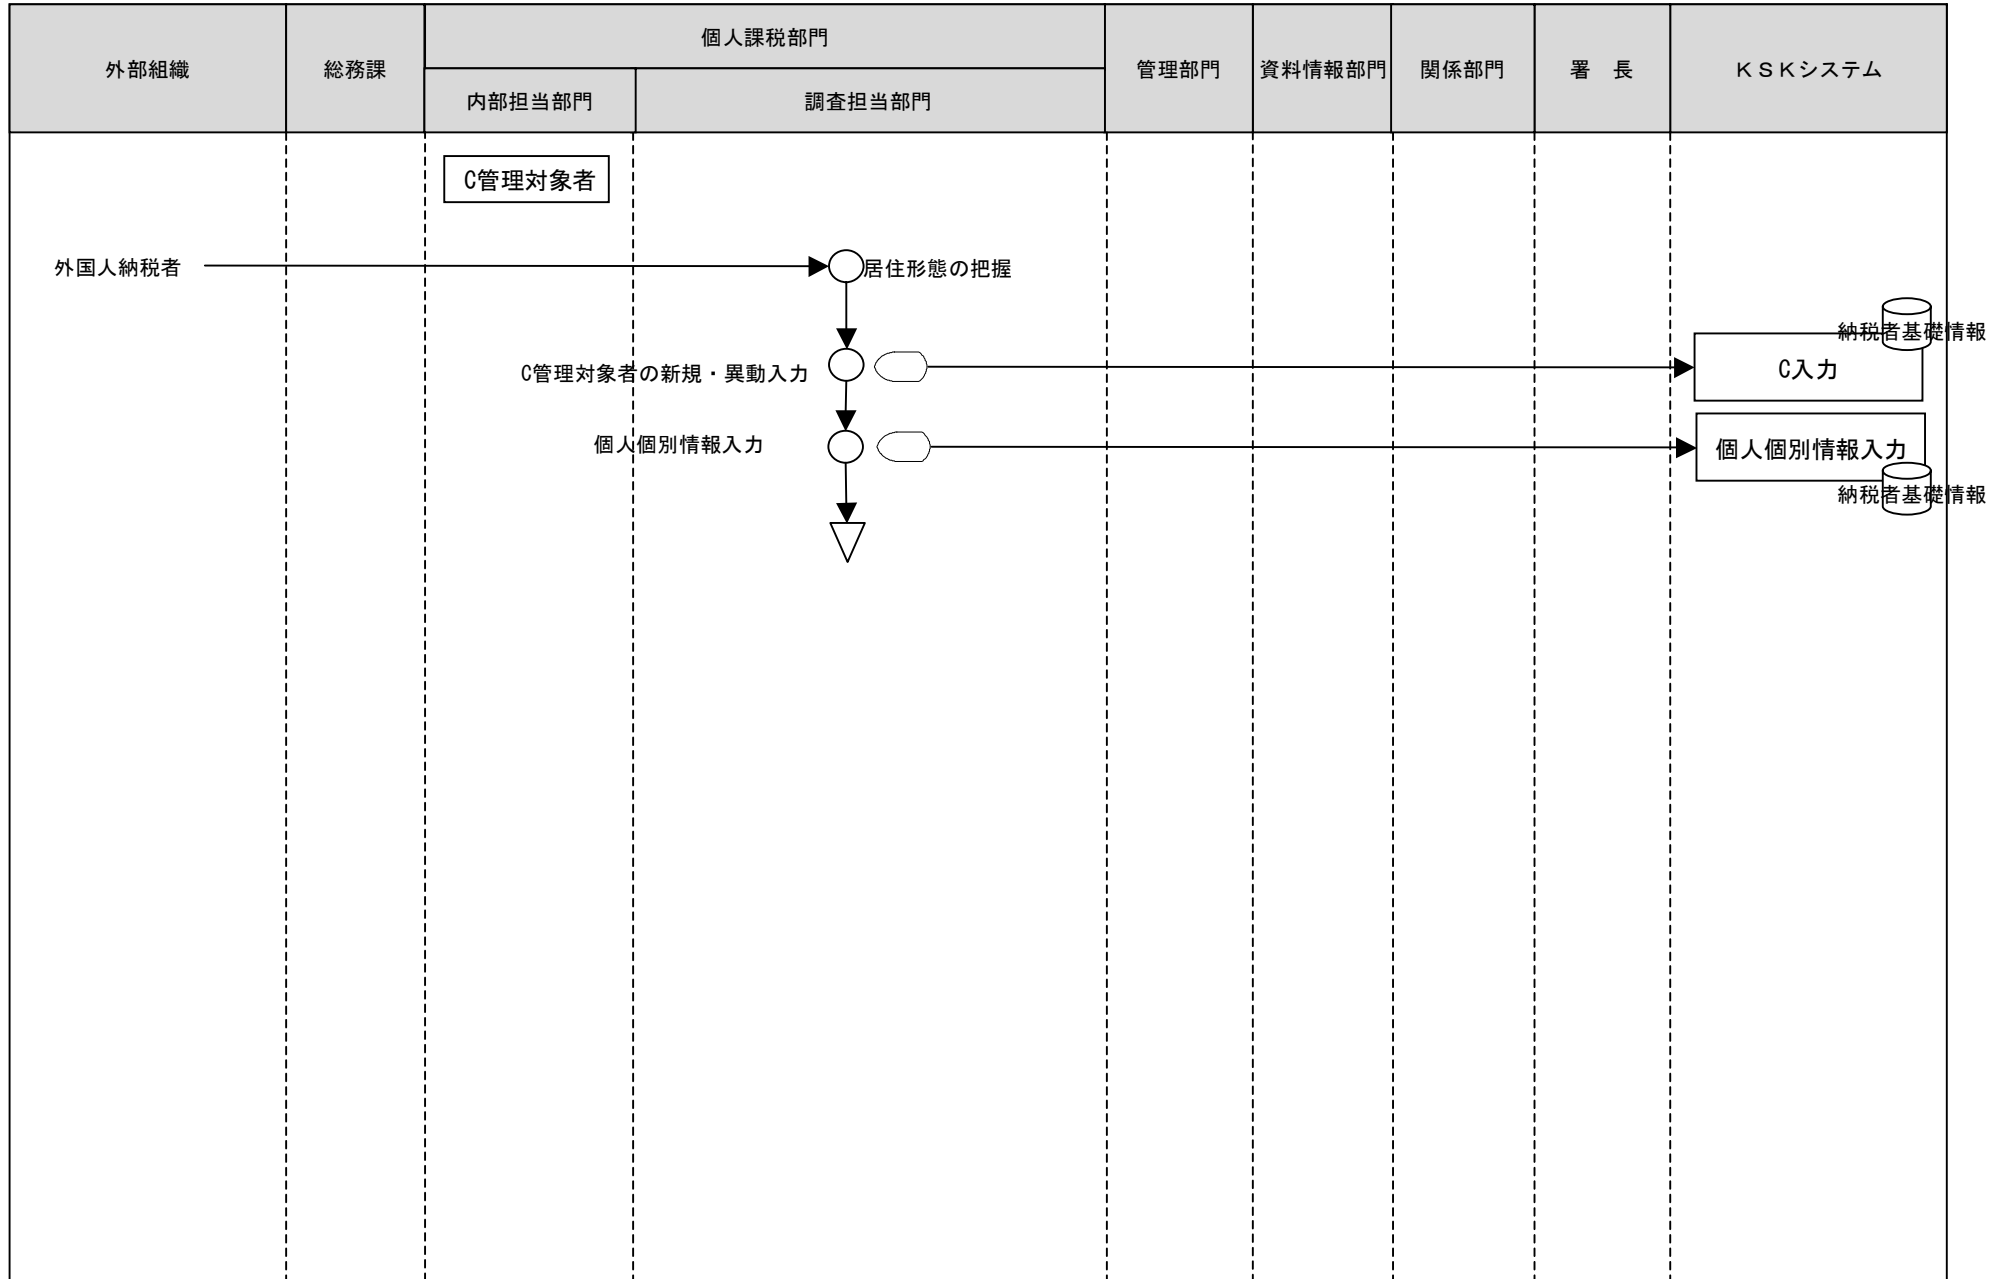 外部組織
総務課
個人課税部門
内部担当部門
調査担当部門
管理部門
資料情報部門
関係部門
署　長
ＫＳＫシステム
C管理対象者
外国人納税者
居住形態の把握
納税者基礎情報
C管理対象者の新規・異動入力
C入力
個人個別情報入力
個人個別情報入力
納税者基礎情報